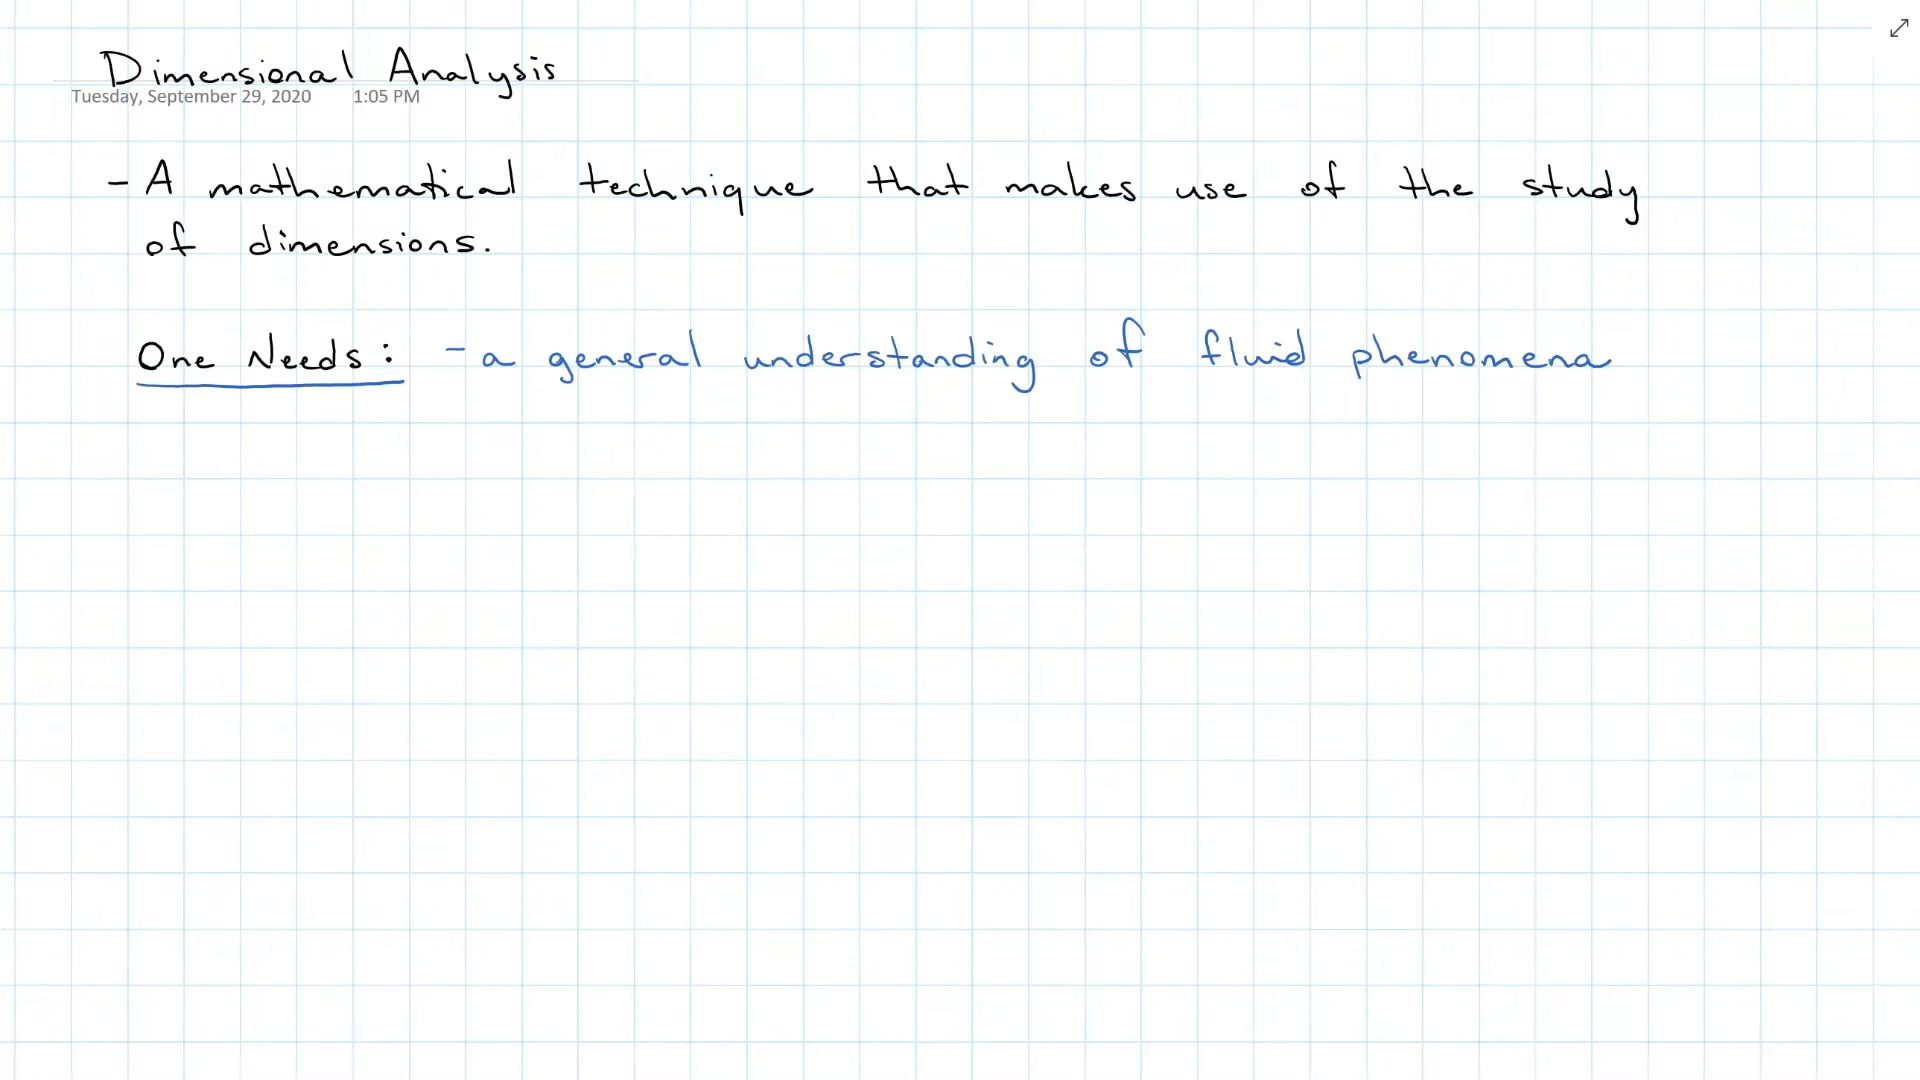 Dimensional Analysis
Tuesday, September 29, 2020 1:05 PM
- A mathematical technique that makes use of the study
of dimensions.
One Needs: - a general understanding of fluid phenomena